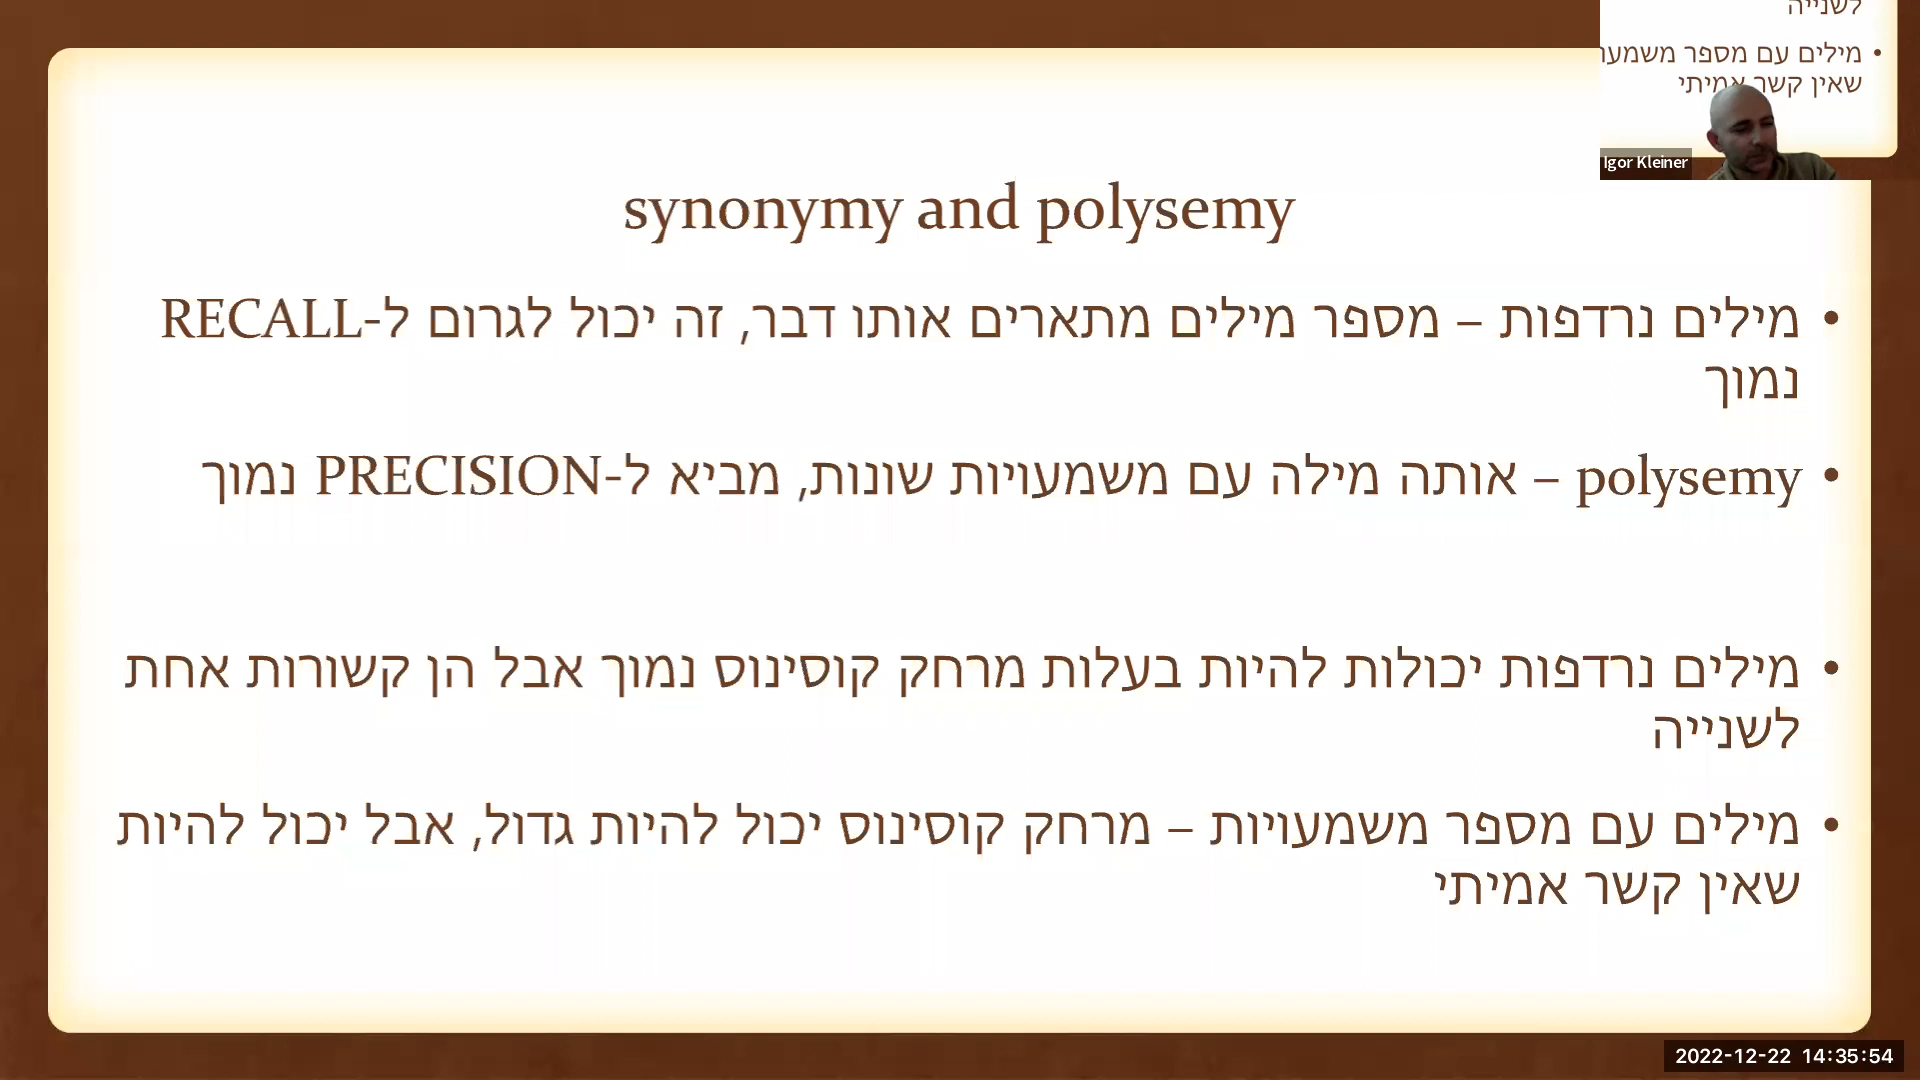 לשנייה
• מילים עם מספר
שאין קשר אמיתי
Igor Kleiner
synonymy and polysemy
• מילים נרדפות – מספר מילים מתארים אותו דבר, זה יכול לגרום ל-RECALL
נמוך
• polysemy – אותה מילה עם משמעויות שונות, מביא ל-PRECISION נמוך
• מילים נרדפות יכולות להיות בעלות מרחק קוסינוס נמוך אבל הן קשורות אחת
לשנייה
• מילים עם מספר משמעויות – מרחק קוסינוס יכול להיות גדול, אבל יכול להיות
שאין קשר אמיתי
2022-12-22 14:35:54